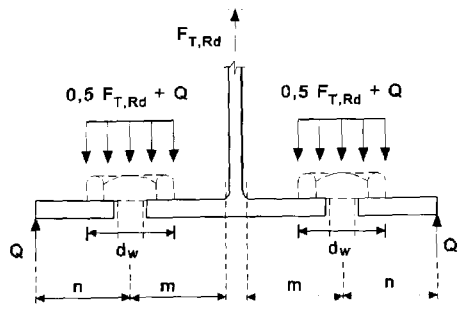 F_T,Rd
0,5 F_T,Rd + Q
0,5 F_T,Rd + Q
Q
d_w
d_w
Q
n
m
m
n